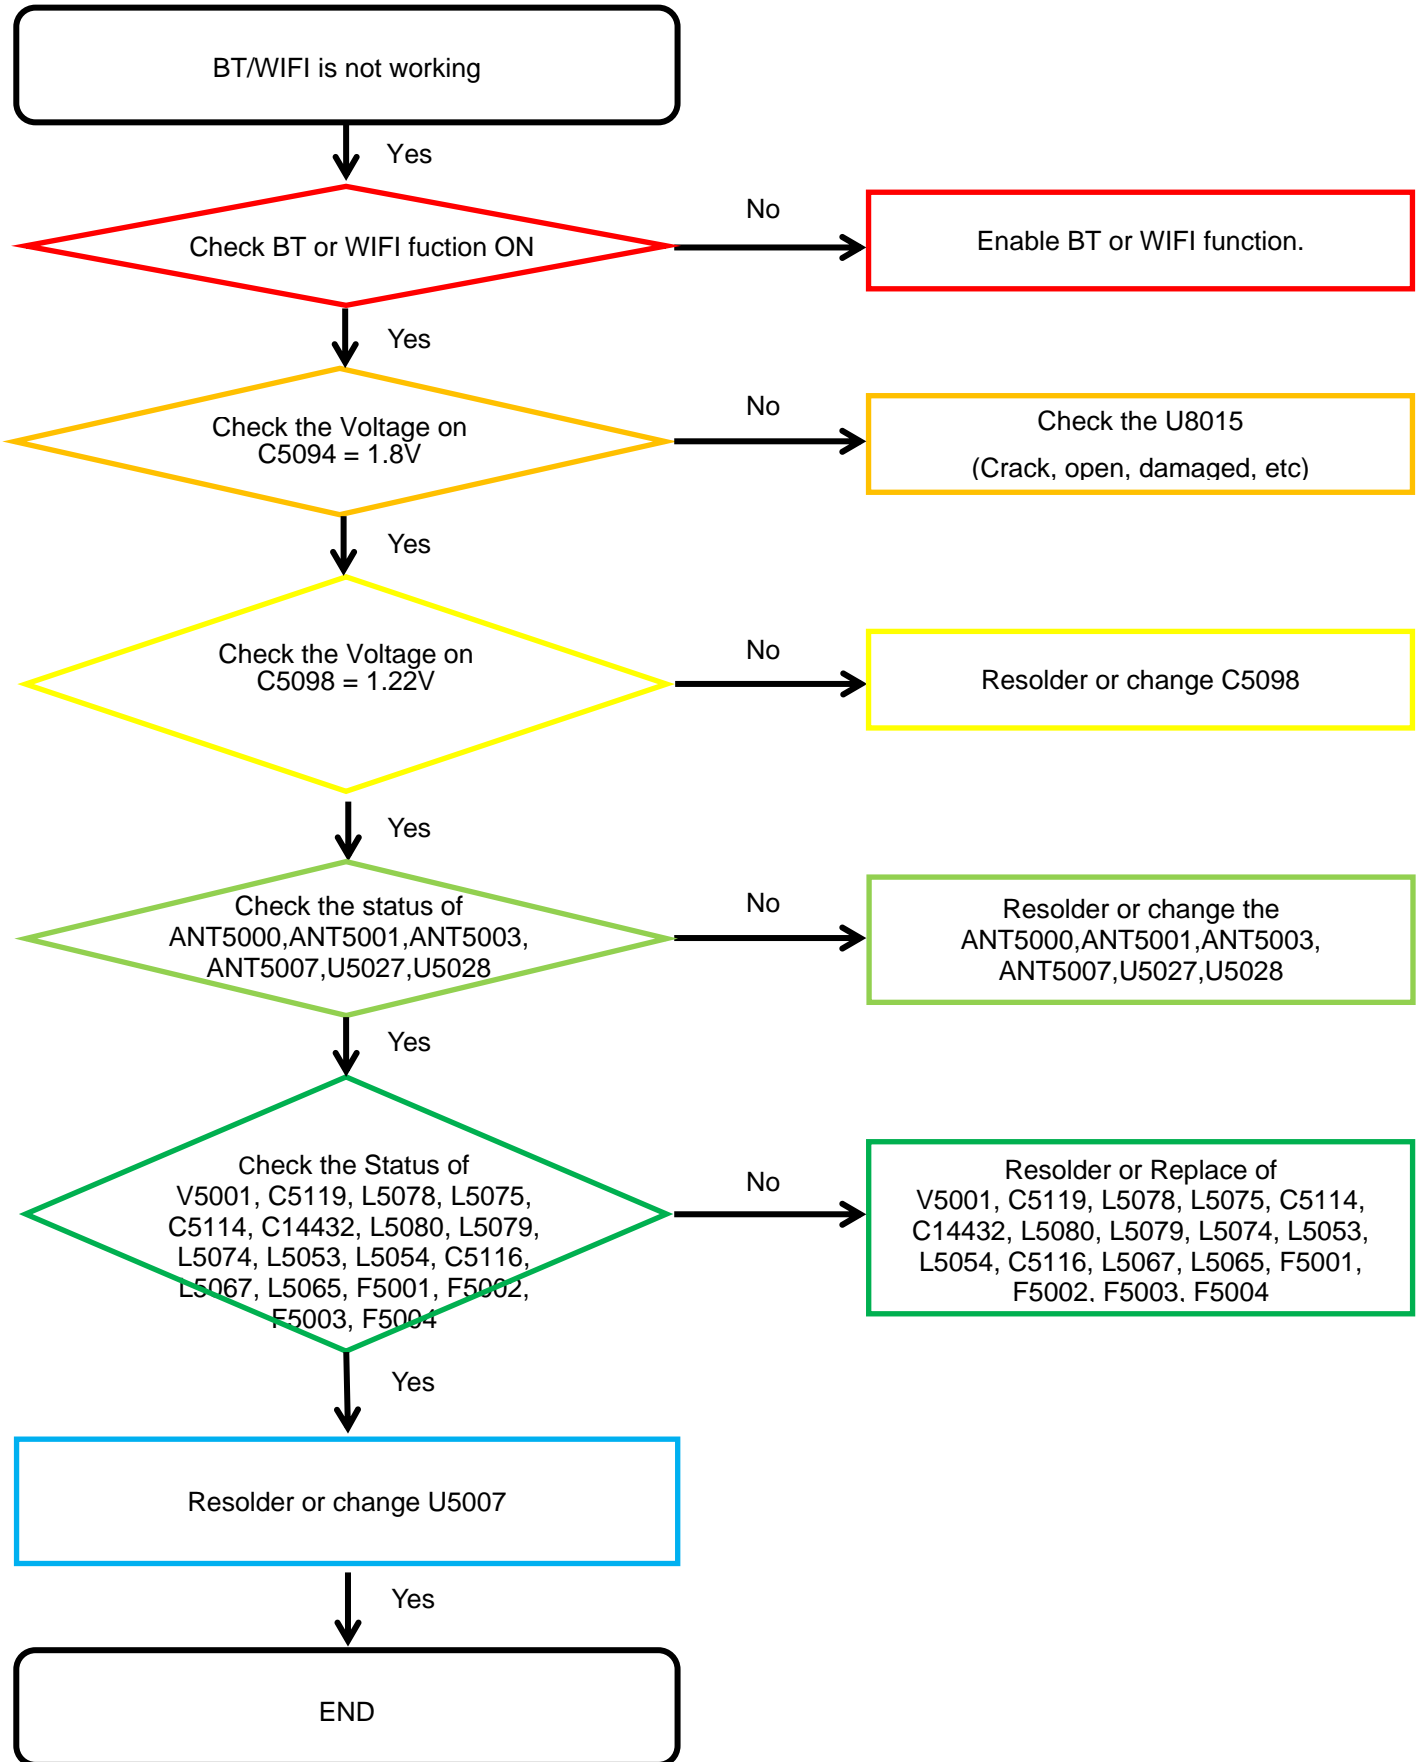 BT/WIFI is not working
Yes
Check BT or WIFI fuction ON
No
Enable BT or WIFI function.
Yes
Check the Voltage on
C5094 = 1.8V
No
Check the U8015
(Crack, open, damaged, etc)
Yes
Check the Voltage on
C5098 = 1.22V
No
Resolder or change C5098
Yes
Check the status of
ANT5000,ANT5001,ANT5003,
ANT5007,U5027,U5028
No
Resolder or change the
ANT5000,ANT5001,ANT5003,
ANT5007,U5027,U5028
Yes
Check the Status of
V5001, C5119, L5078, L5075,
C5114, C14432, L5080, L5079,
L5074, L5053, L5054, C5116,
L5067, L5065, F5001, F5002,
F5003, F5004
No
Resolder or Replace of
V5001, C5119, L5078, L5075, C5114,
C14432, L5080, L5079, L5074, L5053,
L5054, C5116, L5067, L5065, F5001,
F5002, F5003, F5004
Yes
Resolder or change U5007
Yes
END